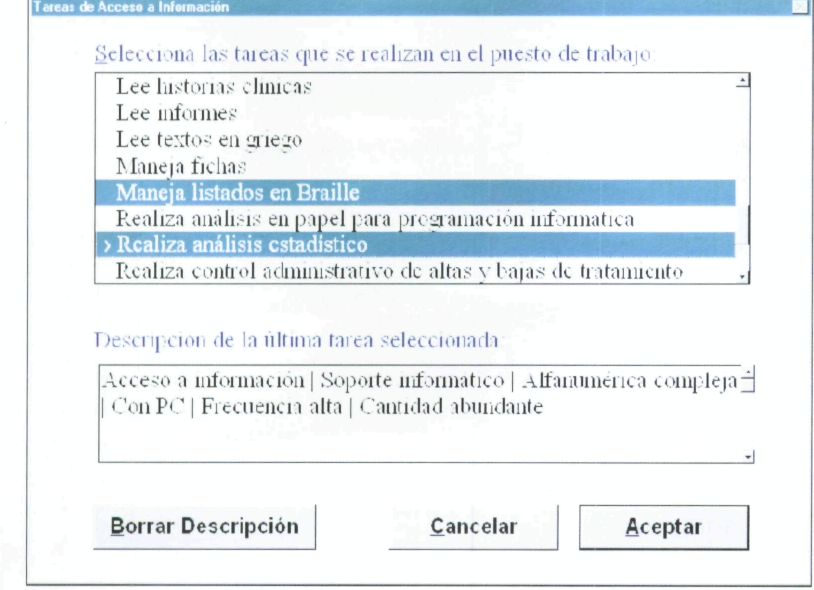 Tareas de Acceso a Información
Selecciona las tareas que se realizan en el puesto de trabajo:
Lee historias clinicas
Lee informes
Lee textos en griego
Maneja fichas
Maneja listados en Braille
Realiza análisis en papel para programación informatica
› Realiza análisis estadístico
Realiza control administrativo de altas y bajas de tratamiento
Descripcion de la última tarea seleccionada:
Acceso a información | Soporte informatico | Alfanumérica compleja
| Con PC | Frecuencia alta | Cantidad abundante
Borrar Descripción
Cancelar
Aceptar